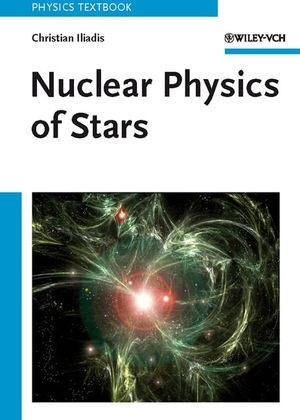 PHYSICS TEXTBOOK
Christian Iliadis
WILEY-VCH
Nuclear Physics
of Stars